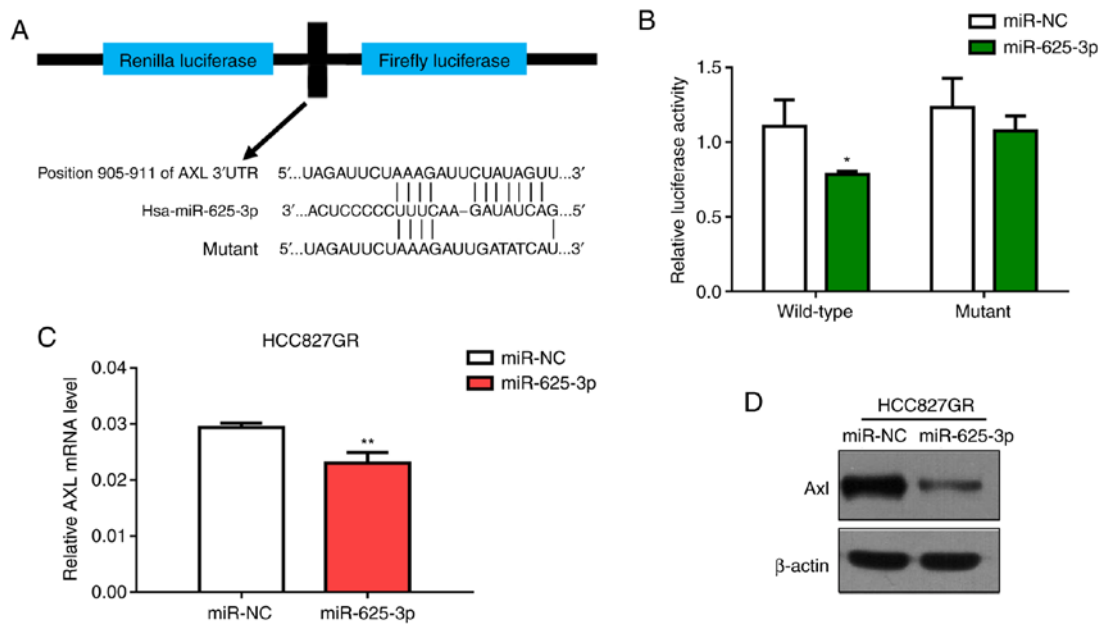 A
Renilla luciferase
Firefly luciferase
Position 905-911 of AXL 3′UTR 5′...UAGAUUCUAAAGAUUCUAUAGUU...3′
Hsa-miR-625-3p 3′...ACUCCCCCUUUCAA–GAUAUCAG...5′
Mutant 5′...UAGAUUCUAAAGAUUGATATCAU...3′
B
miR-NC
miR-625-3p
Relative luciferase activity
1.5
1.0
0.5
0.0
*
Wild-type
Mutant
C
HCC827GR
miR-NC
miR-625-3p
Relative AXL mRNA level
0.04
0.03
0.02
0.01
0.00
**
miR-NC
miR-625-3p
D
HCC827GR
miR-NC miR-625-3p
Axl
β-actin